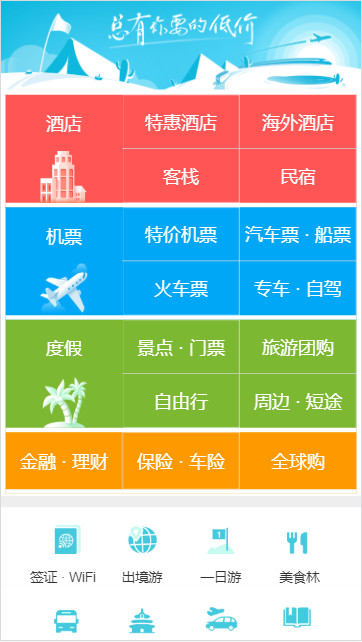 总有你要的低价
酒店
特惠酒店
海外酒店
客栈
民宿
机票
特价机票
汽车票·船票
火车票
专车·自驾
度假
景点·门票
旅游团购
自由行
周边·短途
金融·理财
保险·车险
全球购
1
签证·WiFi
出境游
一日游
美食林